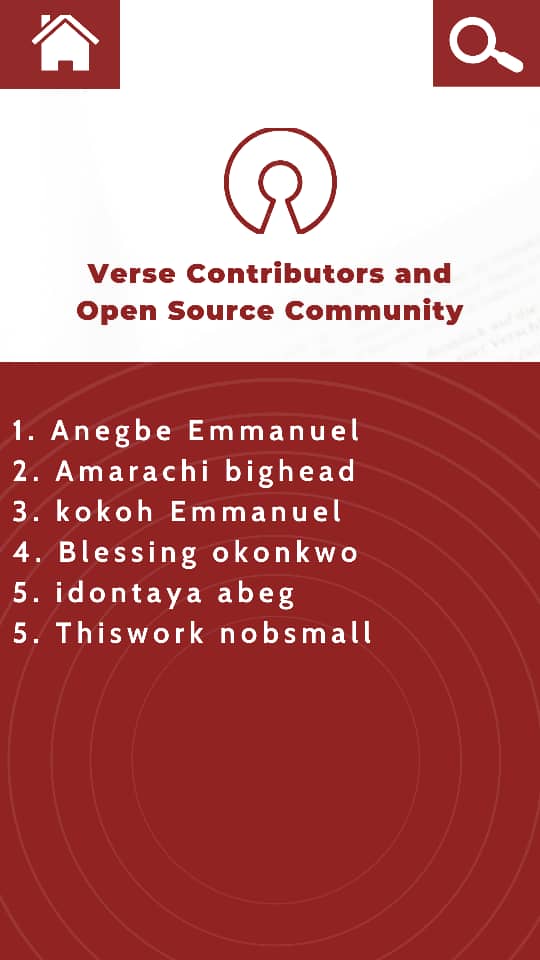 Verse Contributors and
Open Source Community
1. Anegbe Emmanuel
2. Amarachi bighead
3. kokoh Emmanuel
4. Blessing okonkwo
5. idontaya abeg
5. Thiswork nobsmall